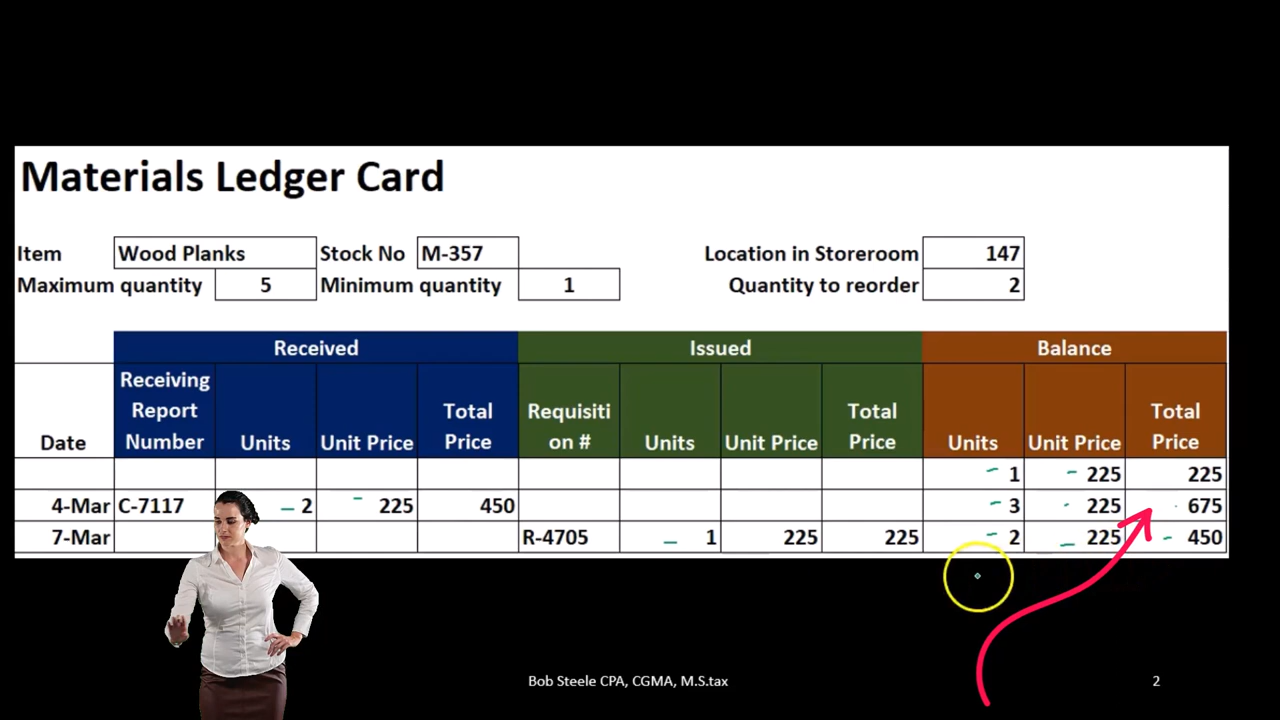 Materials Ledger Card
Item Wood Planks Stock No M-357 Location in Storeroom 147
Maximum quantity 5 Minimum quantity 1 Quantity to reorder 2
Received Issued Balance
Date Receiving Report Number Units Unit Price Total Price Requisiti on # Units Unit Price Total Price Units Unit Price Total Price
1 225 225
4-Mar C-7117 2 225 450 3 225 675
7-Mar R-4705 1 225 225 2 225 450
Bob Steele CPA, CGMA, M.S.tax 2